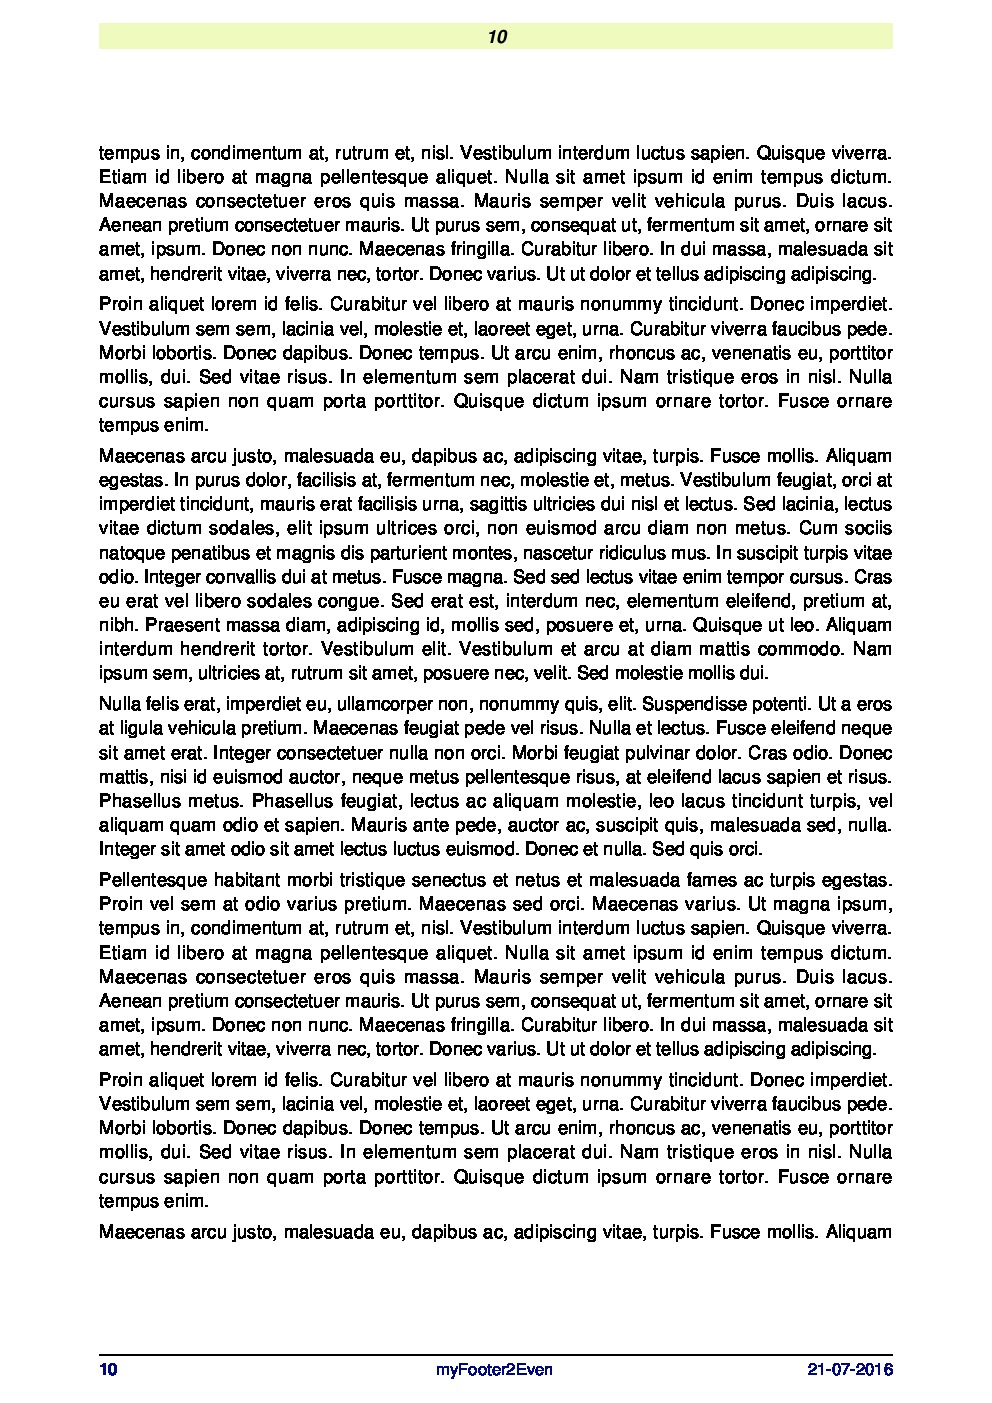 10
tempus in, condimentum at, rutrum et, nisl. Vestibulum interdum luctus sapien. Quisque viverra.
Etiam id libero at magna pellentesque aliquet. Nulla sit amet ipsum id enim tempus dictum.
Maecenas consectetuer eros quis massa. Mauris semper velit vehicula purus. Duis lacus.
Aenean pretium consectetuer mauris. Ut purus sem, consequat ut, fermentum sit amet, ornare sit
amet, ipsum. Donec non nunc. Maecenas fringilla. Curabitur libero. In dui massa, malesuada sit
amet, hendrerit vitae, viverra nec, tortor. Donec varius. Ut ut dolor et tellus adipiscing adipiscing.
Proin aliquet lorem id felis. Curabitur vel libero at mauris nonummy tincidunt. Donec imperdiet.
Vestibulum sem sem, lacinia vel, molestie et, laoreet eget, urna. Curabitur viverra faucibus pede.
Morbi lobortis. Donec dapibus. Donec tempus. Ut arcu enim, rhoncus ac, venenatis eu, porttitor
mollis, dui. Sed vitae risus. In elementum sem placerat dui. Nam tristique eros in nisl. Nulla
cursus sapien non quam porta porttitor. Quisque dictum ipsum ornare tortor. Fusce ornare
tempus enim.
Maecenas arcu justo, malesuada eu, dapibus ac, adipiscing vitae, turpis. Fusce mollis. Aliquam
egestas. In purus dolor, facilisis at, fermentum nec, molestie et, metus. Vestibulum feugiat, orci at
imperdiet tincidunt, mauris erat facilisis urna, sagittis ultricies dui nisl et lectus. Sed lacinia, lectus
vitae dictum sodales, elit ipsum ultrices orci, non euismod arcu diam non metus. Cum sociis
natoque penatibus et magnis dis parturient montes, nascetur ridiculus mus. In suscipit turpis vitae
odio. Integer convallis dui at metus. Fusce magna. Sed sed lectus vitae enim tempor cursus. Cras
eu erat vel libero sodales congue. Sed erat est, interdum nec, elementum eleifend, pretium at,
nibh. Praesent massa diam, adipiscing id, mollis sed, posuere et, urna. Quisque ut leo. Aliquam
interdum hendrerit tortor. Vestibulum elit. Vestibulum et arcu at diam mattis commodo. Nam
ipsum sem, ultricies at, rutrum sit amet, posuere nec, velit. Sed molestie mollis dui.
Nulla felis erat, imperdiet eu, ullamcorper non, nonummy quis, elit. Suspendisse potenti. Ut a eros
at ligula vehicula pretium. Maecenas feugiat pede vel risus. Nulla et lectus. Fusce eleifend neque
sit amet erat. Integer consectetuer nulla non orci. Morbi feugiat pulvinar dolor. Cras odio. Donec
mattis, nisi id euismod auctor, neque metus pellentesque risus, at eleifend lacus sapien et risus.
Phasellus metus. Phasellus feugiat, lectus ac aliquam molestie, leo lacus tincidunt turpis, vel
aliquam quam odio et sapien. Mauris ante pede, auctor ac, suscipit quis, malesuada sed, nulla.
Integer sit amet odio sit amet lectus luctus euismod. Donec et nulla. Sed quis orci.
Pellentesque habitant morbi tristique senectus et netus et malesuada fames ac turpis egestas.
Proin vel sem at odio varius pretium. Maecenas sed orci. Maecenas varius. Ut magna ipsum,
tempus in, condimentum at, rutrum et, nisl. Vestibulum interdum luctus sapien. Quisque viverra.
Etiam id libero at magna pellentesque aliquet. Nulla sit amet ipsum id enim tempus dictum.
Maecenas consectetuer eros quis massa. Mauris semper velit vehicula purus. Duis lacus.
Aenean pretium consectetuer mauris. Ut purus sem, consequat ut, fermentum sit amet, ornare sit
amet, ipsum. Donec non nunc. Maecenas fringilla. Curabitur libero. In dui massa, malesuada sit
amet, hendrerit vitae, viverra nec, tortor. Donec varius. Ut ut dolor et tellus adipiscing adipiscing.
Proin aliquet lorem id felis. Curabitur vel libero at mauris nonummy tincidunt. Donec imperdiet.
Vestibulum sem sem, lacinia vel, molestie et, laoreet eget, urna. Curabitur viverra faucibus pede.
Morbi lobortis. Donec dapibus. Donec tempus. Ut arcu enim, rhoncus ac, venenatis eu, porttitor
mollis, dui. Sed vitae risus. In elementum sem placerat dui. Nam tristique eros in nisl. Nulla
cursus sapien non quam porta porttitor. Quisque dictum ipsum ornare tortor. Fusce ornare
tempus enim.
Maecenas arcu justo, malesuada eu, dapibus ac, adipiscing vitae, turpis. Fusce mollis. Aliquam
10 myFooter2Even 21-07-2016